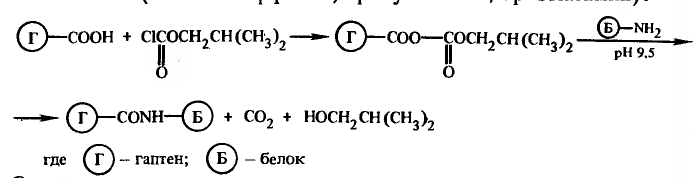 Г—COOH + ClCOCH₂CH(CH₃)₂ ⟶ Г—COO—COCH₂CH(CH₃)₂ Б—NH₂
O O pH 9,5
⟶ Г—CONH—Б + CO₂ + HOCH₂CH(CH₃)₂
где Г – гаптен; Б – белок